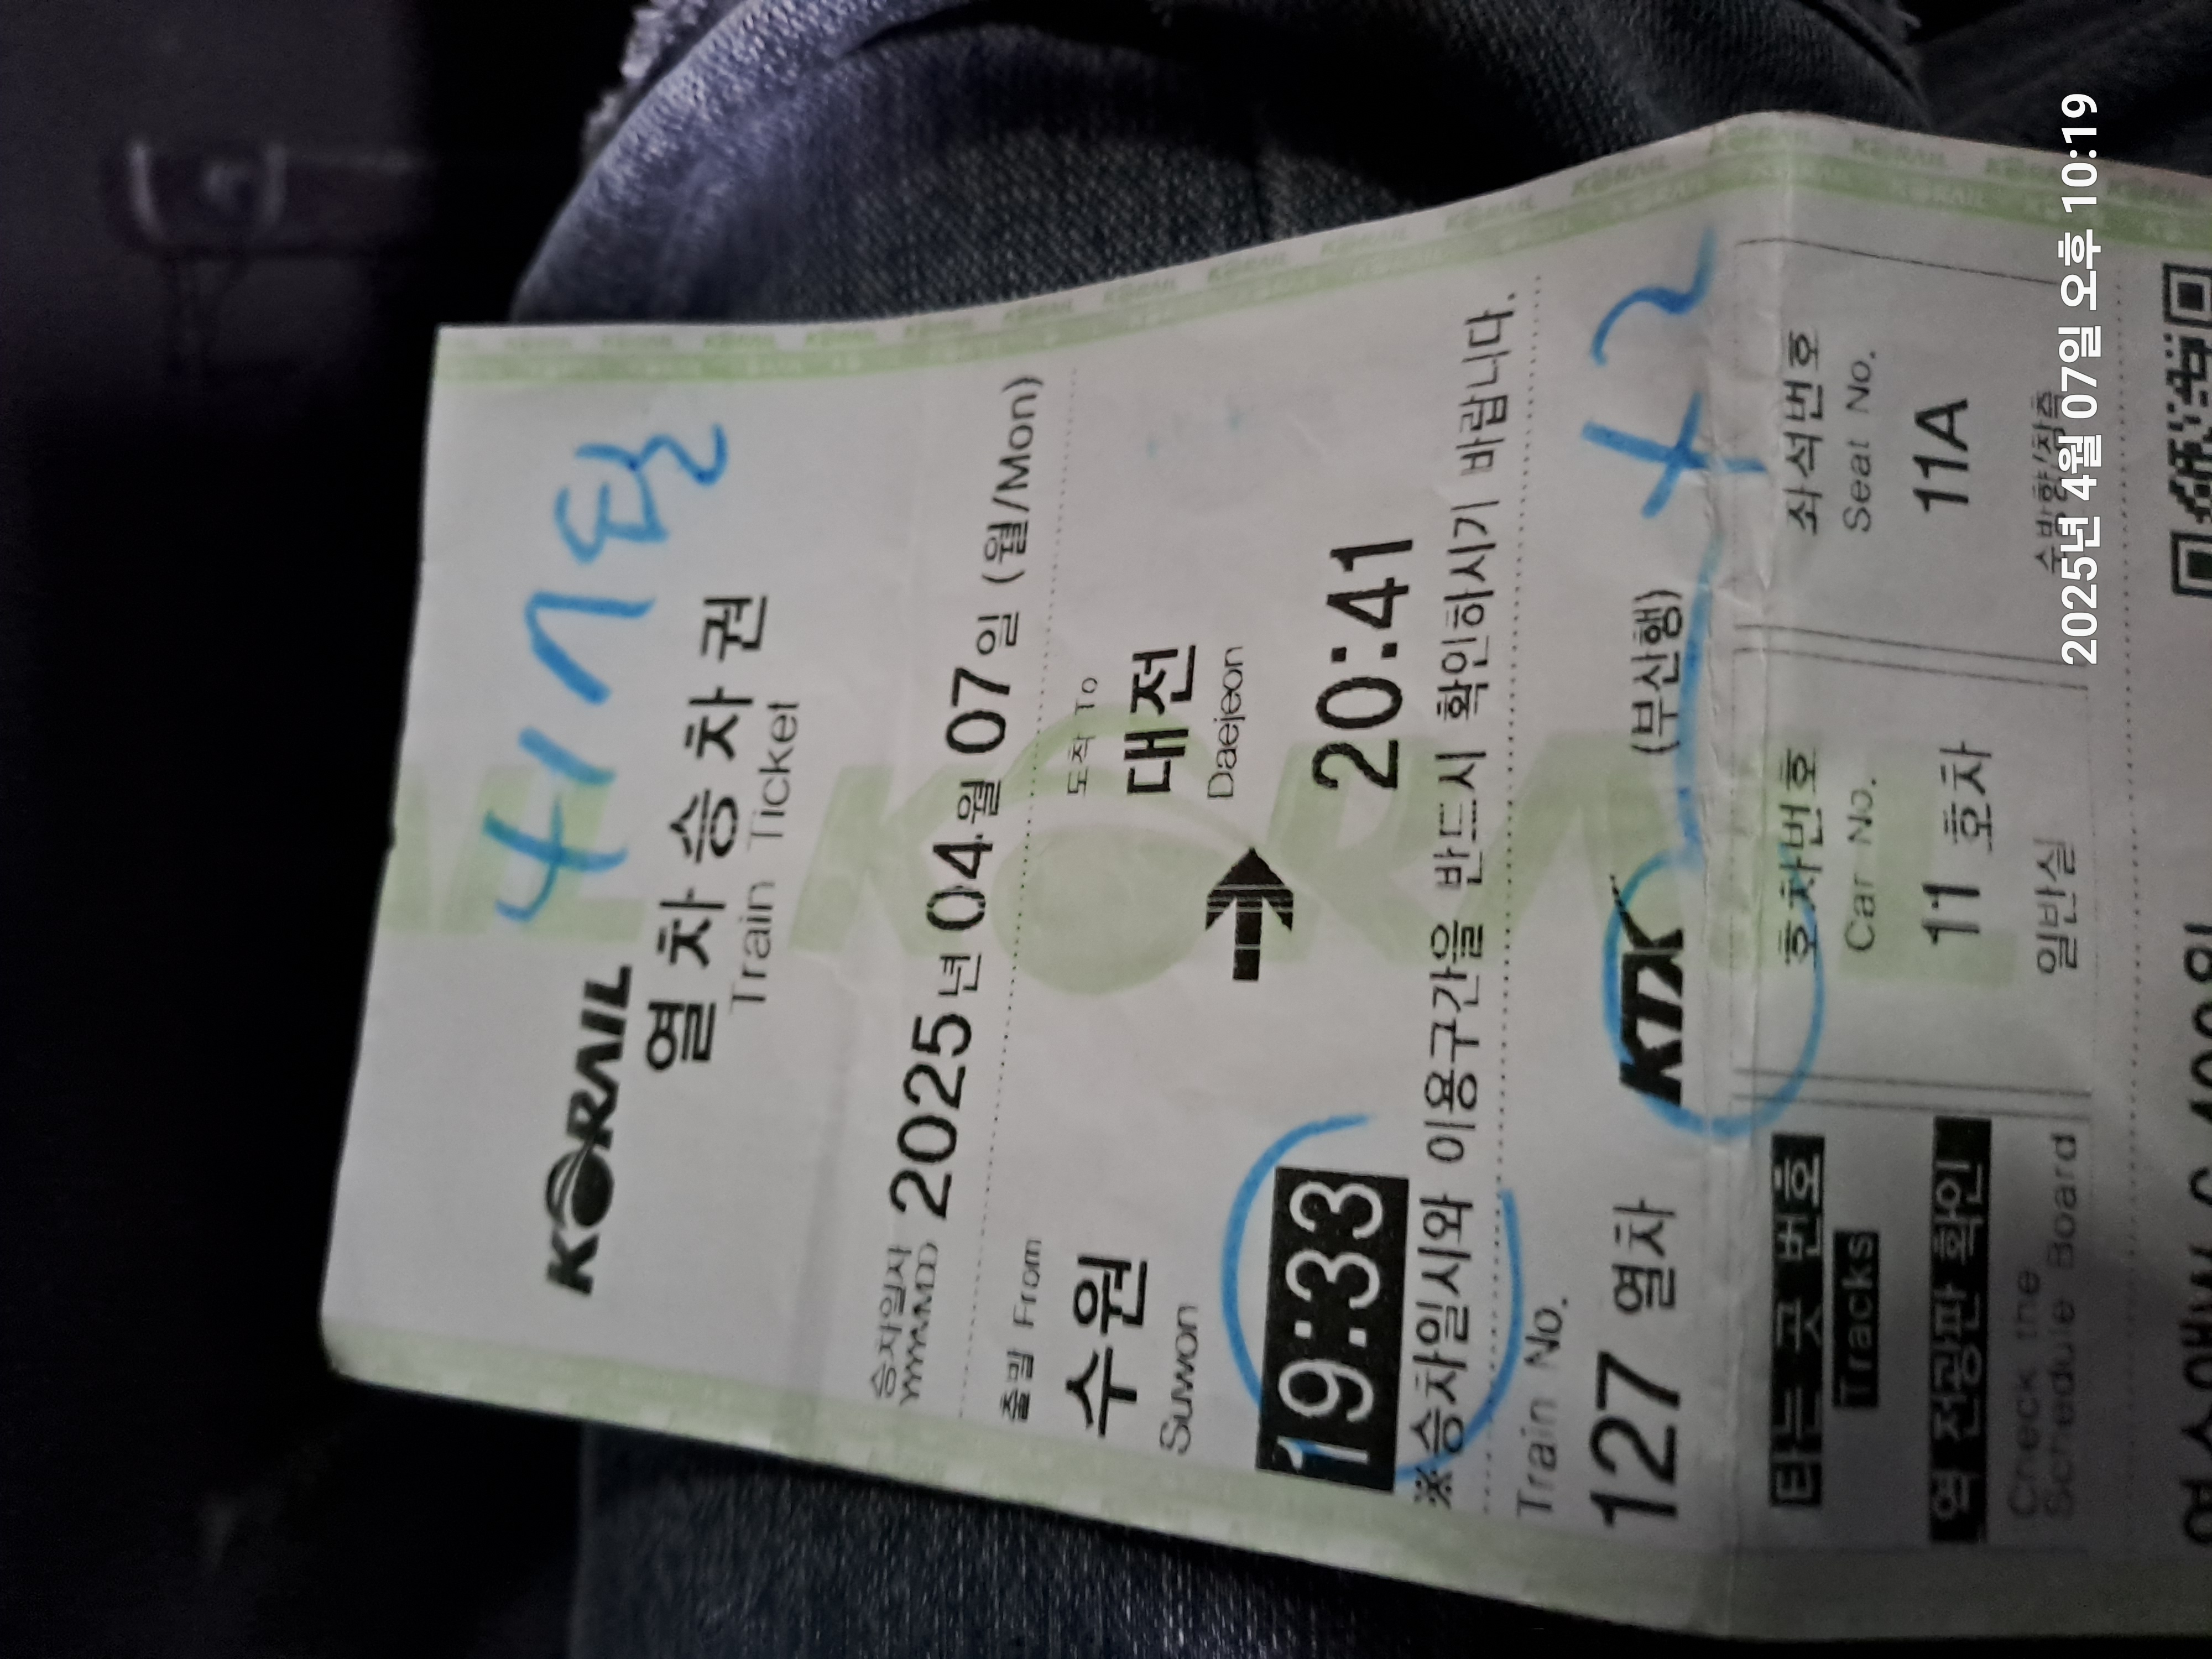 4/7 月
KORAIL
열 차 승 차 권
Train Ticket
승차일자 2025년 04월 07일 (월/Mon)
YYYYMMDD
출발 From 도착 To
수원 대전
Suwon Daejeon
19:33 20:41
※승차일시와 이용구간을 반드시 확인하시기 바랍니다.
Train No.
127 열차 KTX (부산행)
타는 곳 번호 호차번호 좌석번호
Tracks Car No. Seat No.
역 전광판 확인 11 호차 11A
Check the 일반실
Schedule Board
2025년 4월 07일 오후 10:19